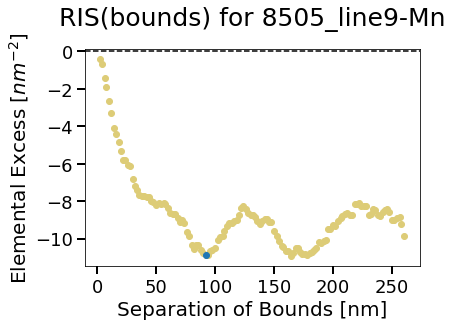 RIS(bounds) for 8505_line9-Mn
Elemental Excess [nm⁻²]
0
−2
−4
−6
−8
−10
0 50 100 150 200 250
Separation of Bounds [nm]